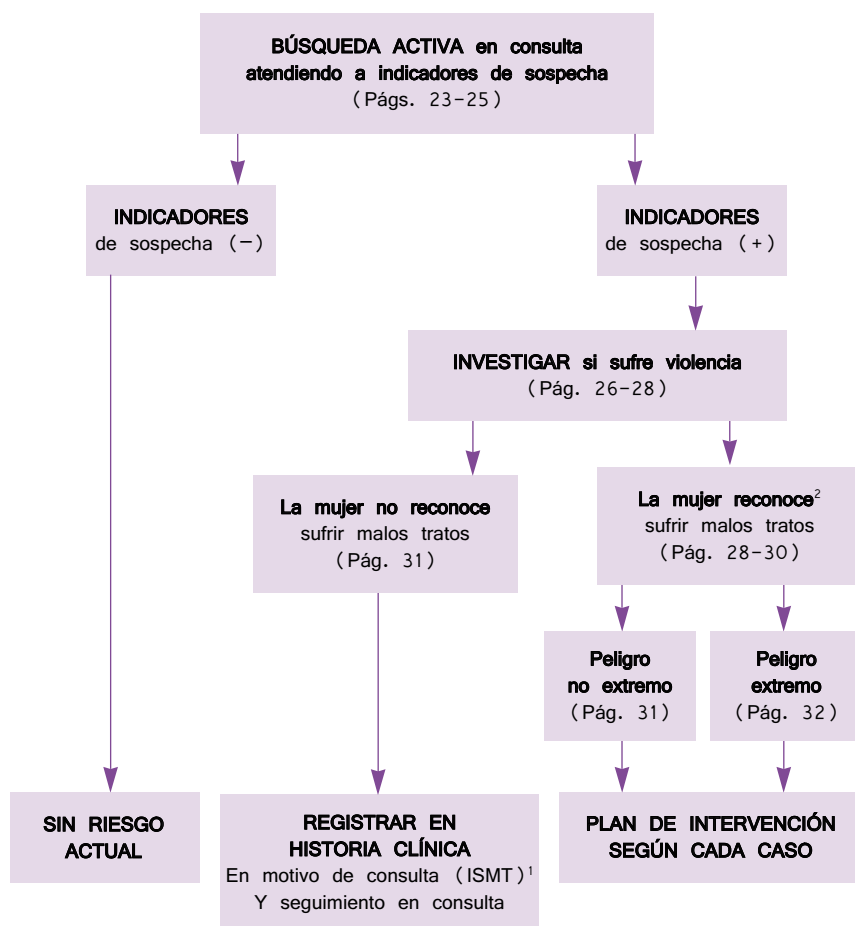 BÚSQUEDA ACTIVA en consulta
atendiendo a indicadores de sospecha
(Págs. 23-25)
INDICADORES
de sospecha (-)
INDICADORES
de sospecha (+)
INVESTIGAR si sufre violencia
(Pág. 26-28)
La mujer no reconoce
sufrir malos tratos
(Pág. 31)
La mujer reconoce²
sufrir malos tratos
(Pág. 28-30)
Peligro
no extremo
(Pág. 31)
Peligro
extremo
(Pág. 32)
SIN RIESGO
ACTUAL
REGISTRAR EN
HISTORIA CLÍNICA
En motivo de consulta (ISMT)¹
Y seguimiento en consulta
PLAN DE INTERVENCIÓN
SEGÚN CADA CASO